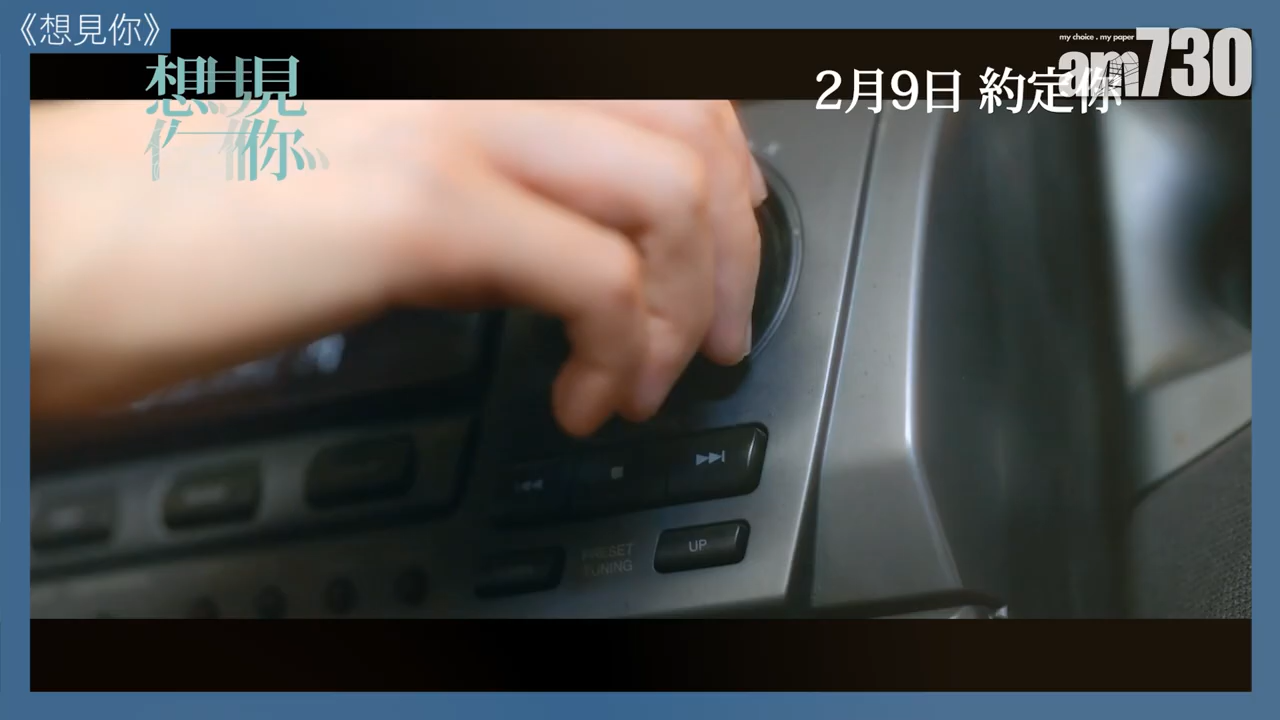 《想見你》
my choice . my paper
am730
想見你
2月9日 約定你
UP
PRESET
TUNING